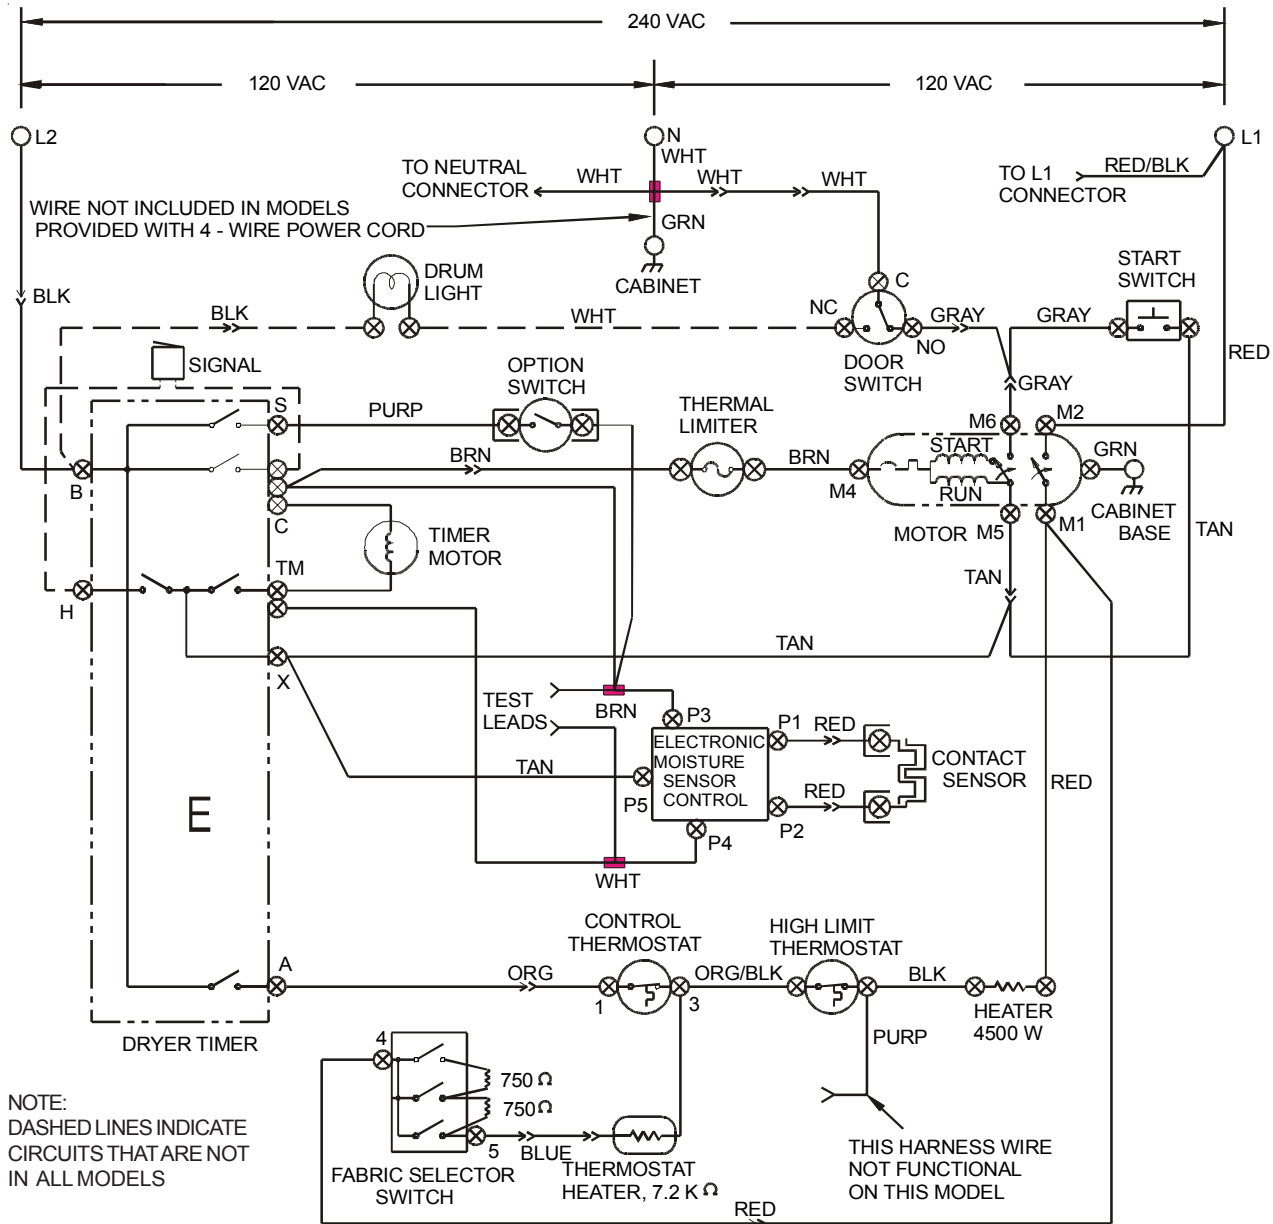 240 VAC
120 VAC
120 VAC
L2
N
L1
WHT
TO NEUTRAL
CONNECTOR
WHT
WHT
WHT
TO L1
CONNECTOR
RED/BLK
WIRE NOT INCLUDED IN MODELS
PROVIDED WITH 4 - WIRE POWER CORD
GRN
CABINET
DRUM
LIGHT
C
START
SWITCH
BLK
BLK
WHT
NC
GRAY
GRAY
NO
DOOR
SWITCH
RED
SIGNAL
OPTION
SWITCH
GRAY
S
PURP
THERMAL
LIMITER
M6
M2
START
GRN
BRN
BRN
B
M4
RUN
C
MOTOR
M5
M1
CABINET
BASE
TIMER
MOTOR
TAN
TM
TAN
H
TAN
X
TEST
LEADS
BRN
P3
P1
RED
ELECTRONIC
MOISTURE
SENSOR
CONTROL
CONTACT
SENSOR
TAN
P5
RED
RED
P2
E
P4
WHT
CONTROL
THERMOSTAT
HIGH LIMIT
THERMOSTAT
A
ORG
ORG/BLK
BLK
1
3
HEATER
4500 W
DRYER TIMER
4
PURP
750 Ω
750 Ω
NOTE:
DASHED LINES INDICATE
CIRCUITS THAT ARE NOT
IN ALL MODELS
5
BLUE
FABRIC SELECTOR
SWITCH
THERMOSTAT
HEATER, 7.2 K Ω
THIS HARNESS WIRE
NOT FUNCTIONAL
ON THIS MODEL
RED